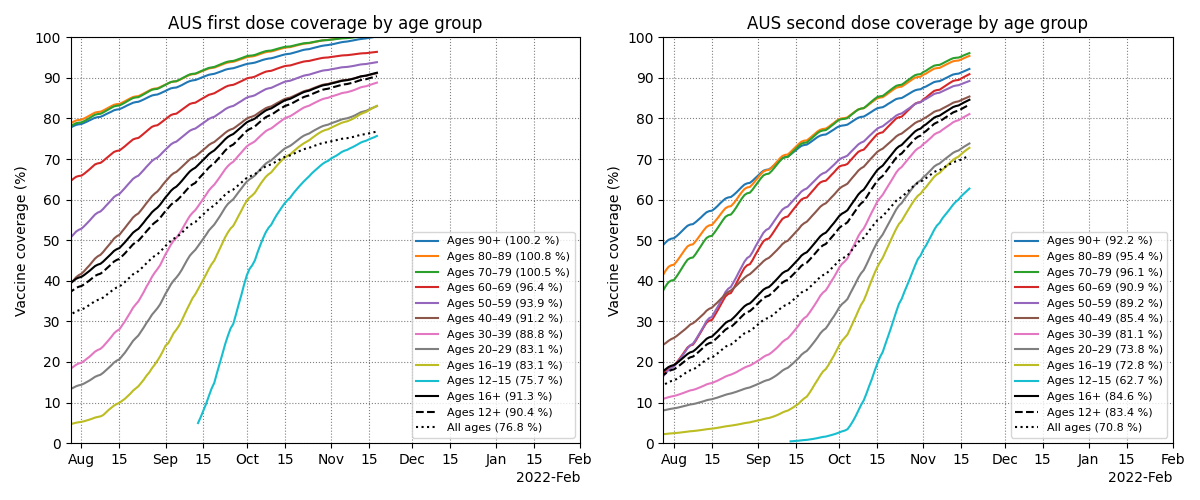 AUS first dose coverage by age group
Vaccine coverage (%)
100
90
80
70
60
50
40
30
20
10
0
Ages 90+ (100.2 %)
Ages 80–89 (100.8 %)
Ages 70–79 (100.5 %)
Ages 60–69 (96.4 %)
Ages 50–59 (93.9 %)
Ages 40–49 (91.2 %)
Ages 30–39 (88.8 %)
Ages 20–29 (83.1 %)
Ages 16–19 (83.1 %)
Ages 12–15 (75.7 %)
Ages 16+ (91.3 %)
Ages 12+ (90.4 %)
All ages (76.8 %)
Aug 15 Sep 15 Oct 15 Nov 15 Dec 15 Jan 15 Feb
2022-Feb
AUS second dose coverage by age group
Vaccine coverage (%)
100
90
80
70
60
50
40
30
20
10
0
Ages 90+ (92.2 %)
Ages 80–89 (95.4 %)
Ages 70–79 (96.1 %)
Ages 60–69 (90.9 %)
Ages 50–59 (89.2 %)
Ages 40–49 (85.4 %)
Ages 30–39 (81.1 %)
Ages 20–29 (73.8 %)
Ages 16–19 (72.8 %)
Ages 12–15 (62.7 %)
Ages 16+ (84.6 %)
Ages 12+ (83.4 %)
All ages (70.8 %)
Aug 15 Sep 15 Oct 15 Nov 15 Dec 15 Jan 15 Feb
2022-Feb